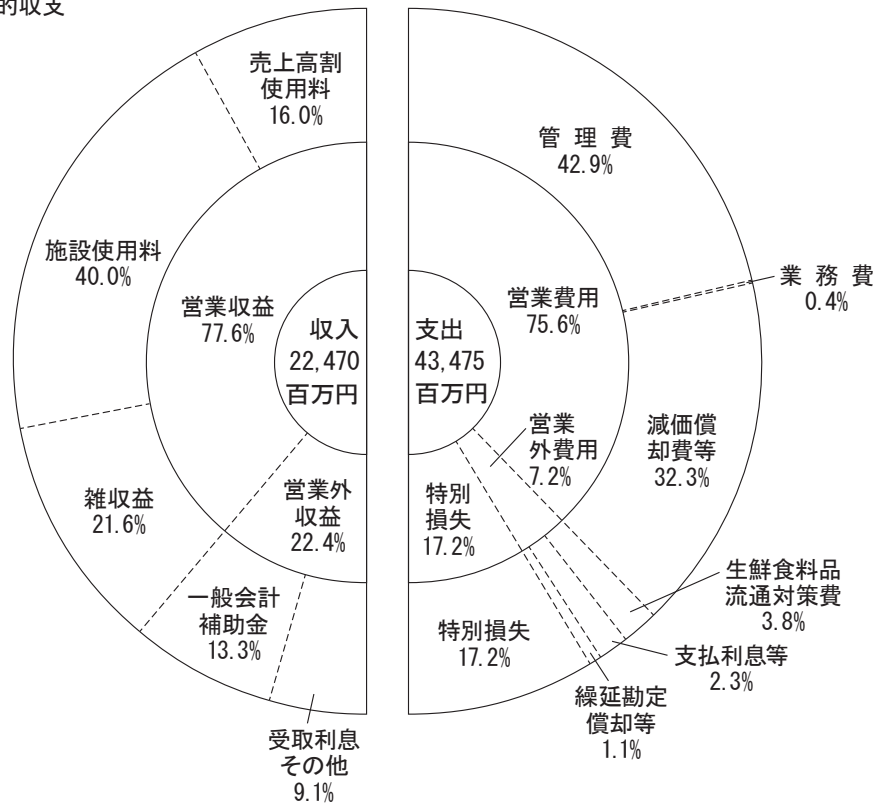 的収支
売上高割
使用料
16.0%
施設使用料
40.0%
営業収益
77.6%
収入
22,470
百万円
雑収益
21.6%
営業外
収益
22.4%
一般会計
補助金
13.3%
受取利息
その他
9.1%
管理費
42.9%
業務費
0.4%
営業費用
75.6%
支出
43,475
百万円
営業
外費用
7.2%
減価償
却費等
32.3%
特別
損失
17.2%
生鮮食料品
流通対策費
3.8%
特別損失
17.2%
支払利息等
2.3%
繰延勘定
償却等
1.1%